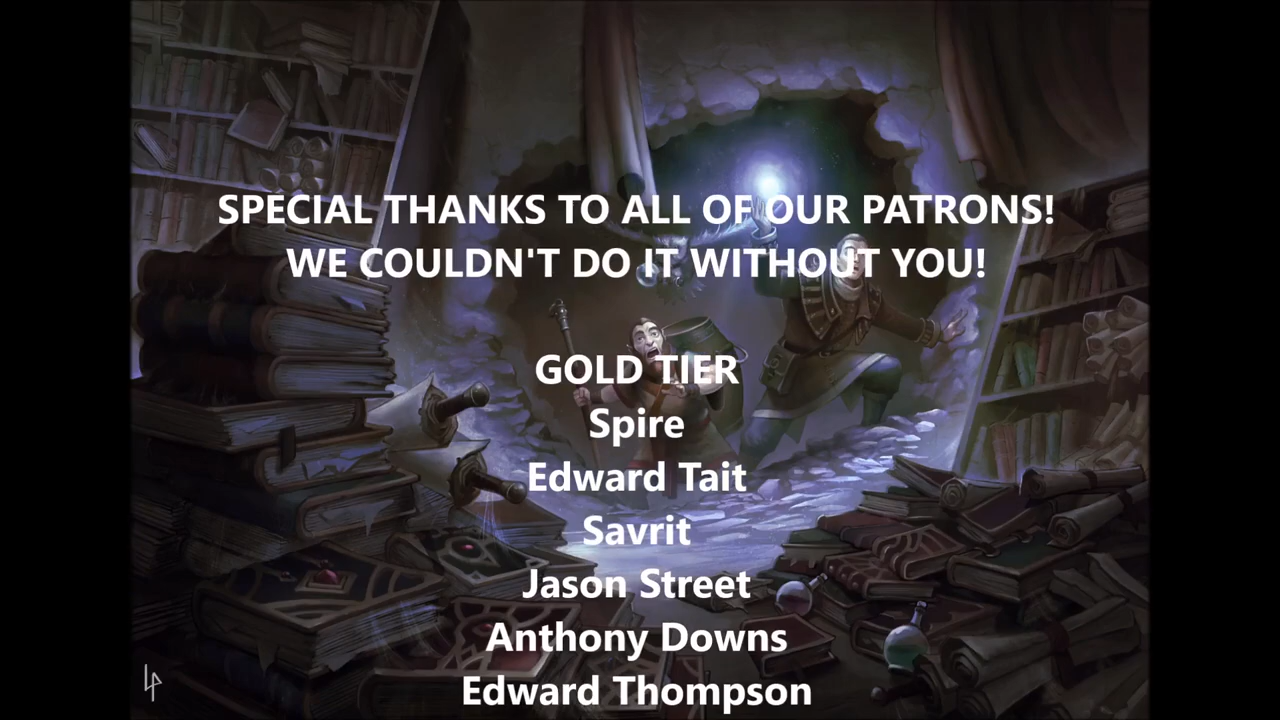 SPECIAL THANKS TO ALL OF OUR PATRONS!
WE COULDN'T DO IT WITHOUT YOU!
GOLD TIER
Spire
Edward Tait
Savrit
Jason Street
Anthony Downs
Edward Thompson